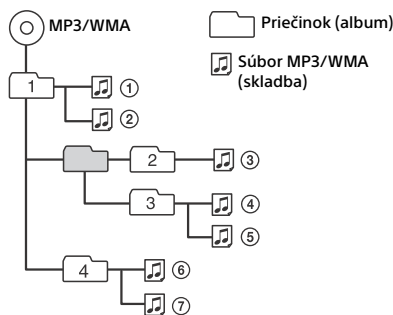 MP3/WMA
Priečinok (album)
Súbor MP3/WMA
(skladba)
1
①
②
2
③
3
④
⑤
4
⑥
⑦